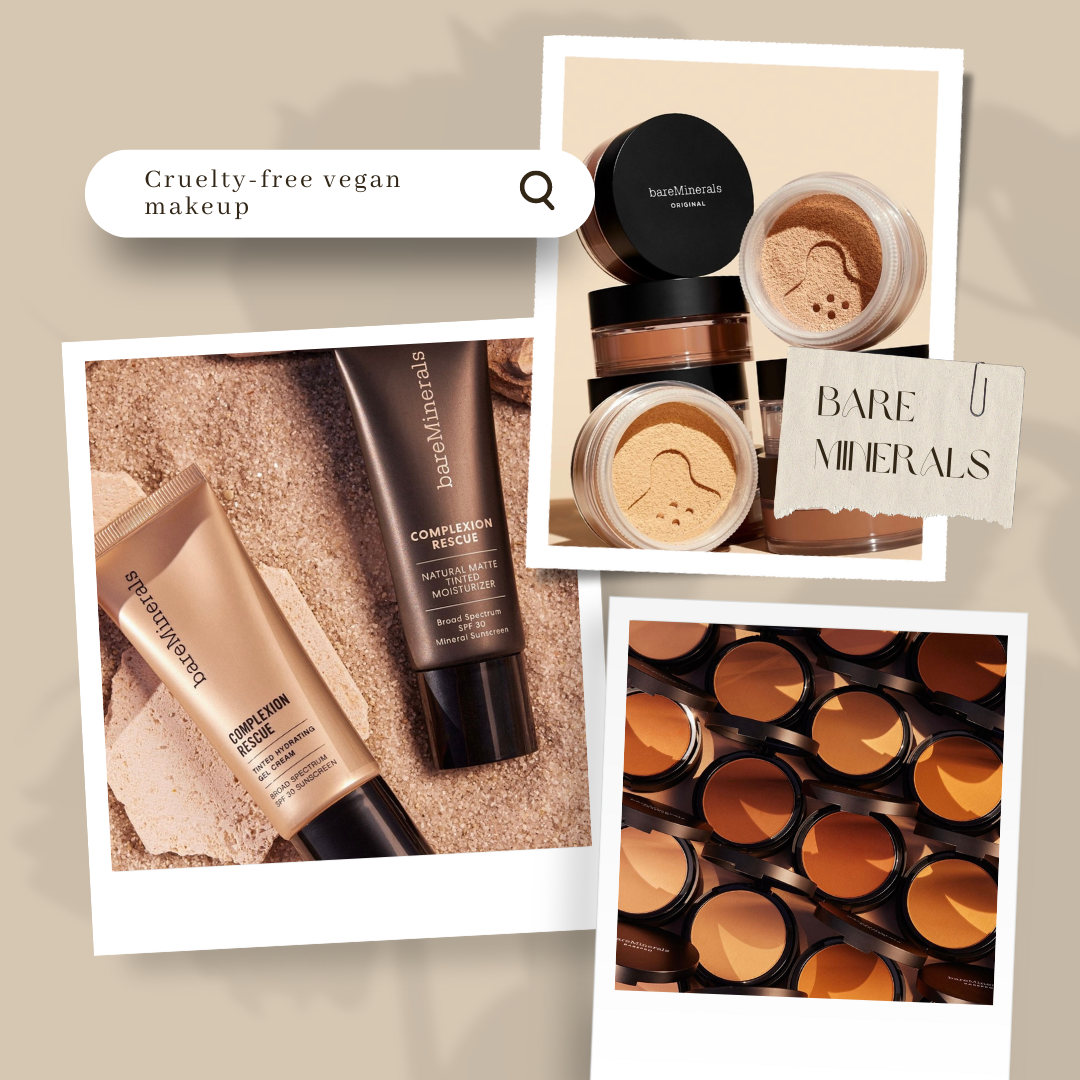 Cruelty-free vegan
makeup
bareMinerals
ORIGINAL
BARE
MINERALS
bareMinerals
COMPLEXION
RESCUE
NATURAL MATTE
TINTED
MOISTURIZER
Broad Spectrum
SPF 30
Mineral Sunscreen
bareMinerals
COMPLEXION
RESCUE
TINTED HYDRATING
GEL CREAM
BROAD SPECTRUM
SPF 30 SUNSCREEN